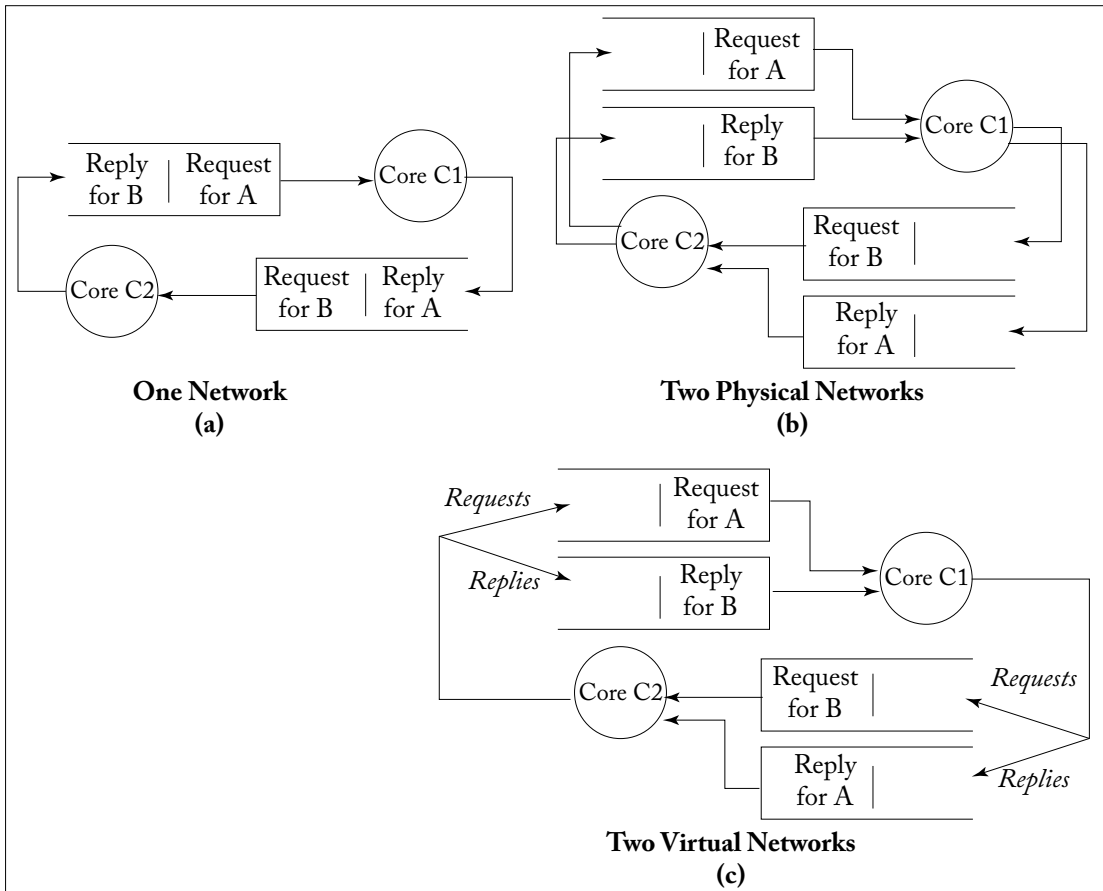 Reply
for B
Request
for A
Core C1
Core C2
Request
for B
Reply
for A
One Network
(a)
Request
for A
Reply
for B
Core C1
Core C2
Request
for B
Reply
for A
Two Physical Networks
(b)
Requests
Replies
Request
for A
Reply
for B
Core C1
Core C2
Request
for B
Reply
for A
Requests
Replies
Two Virtual Networks
(c)